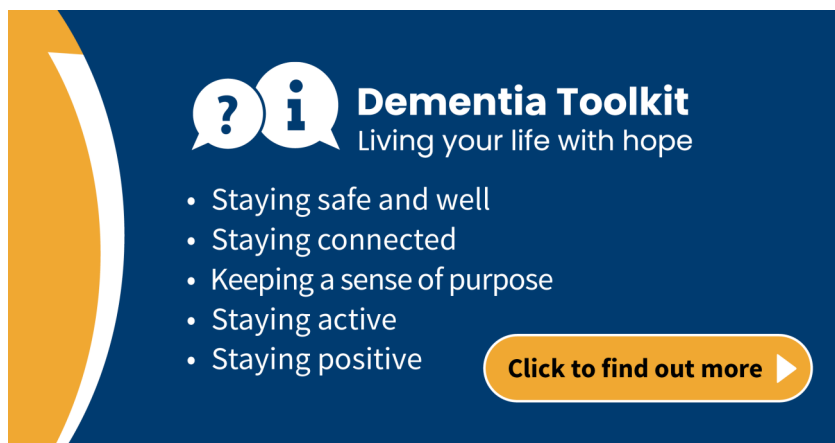 ? i
Dementia Toolkit
Living your life with hope
• Staying safe and well
• Staying connected
• Keeping a sense of purpose
• Staying active
• Staying positive
Click to find out more